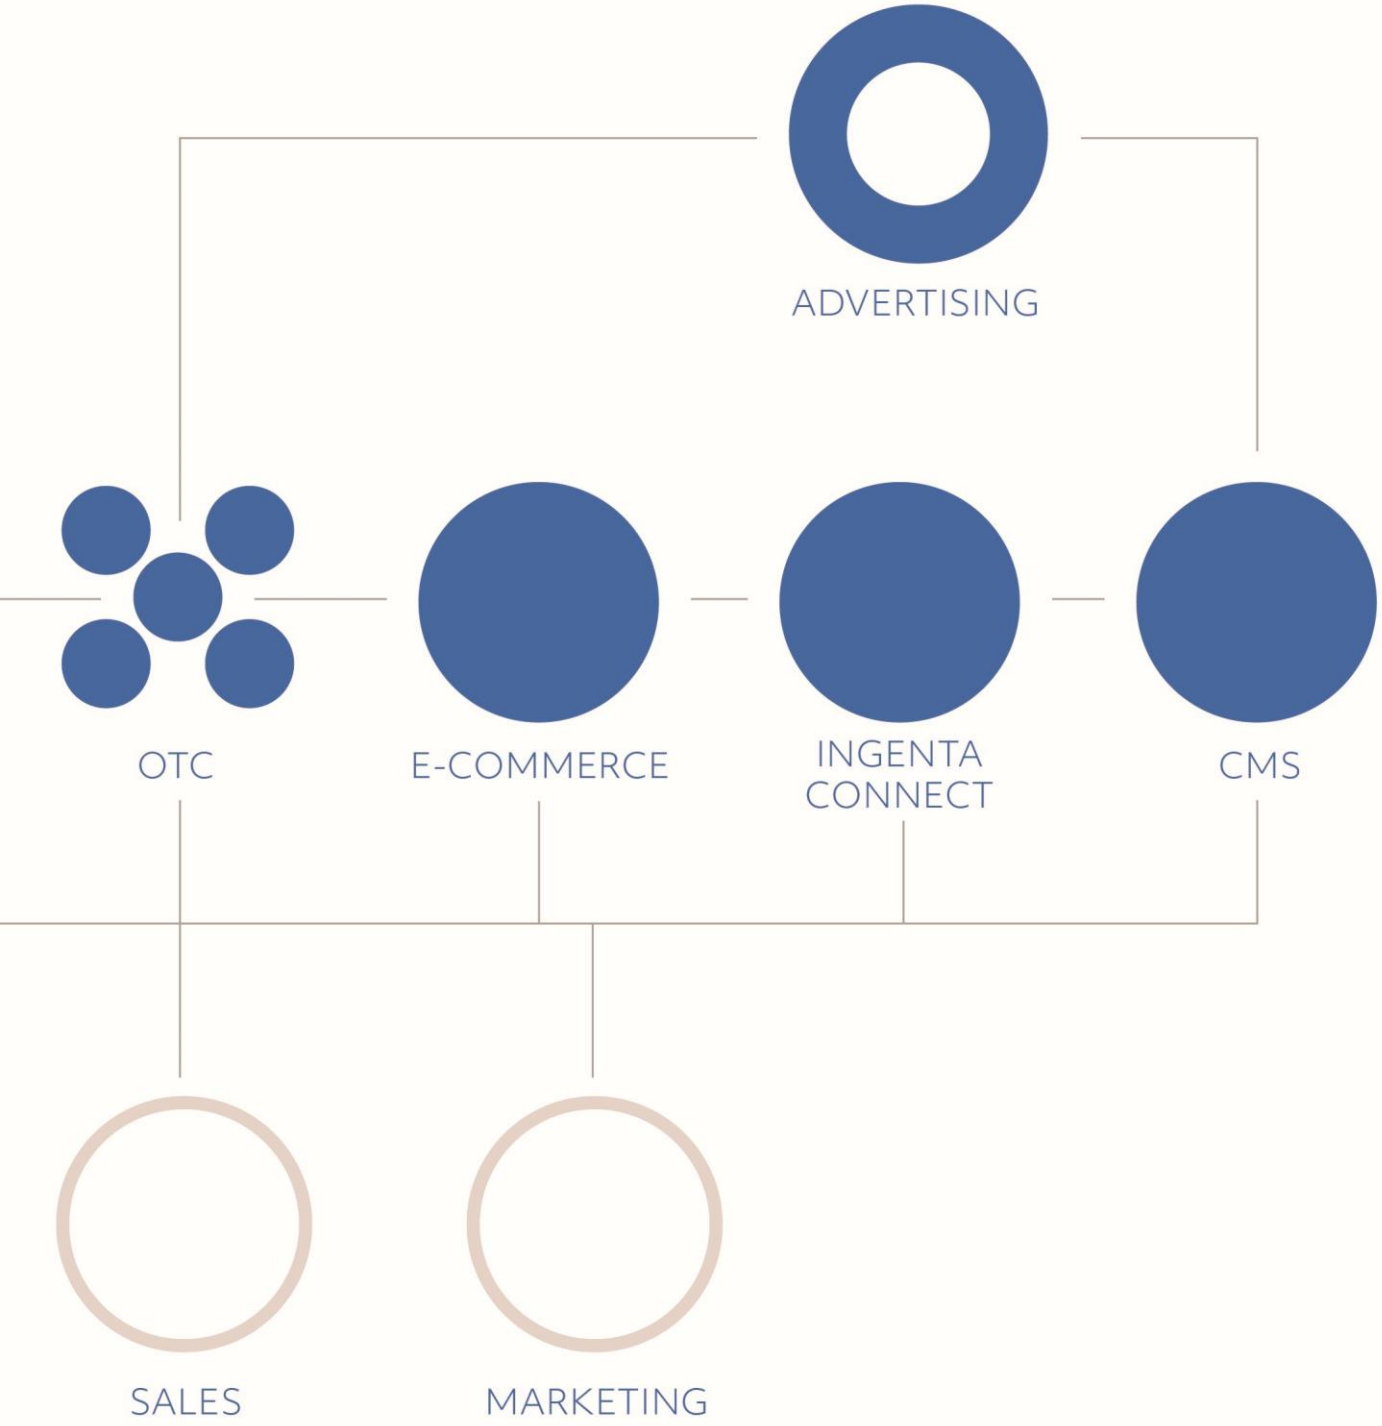 ADVERTISING
OTC
E-COMMERCE
INGENTA
CONNECT
CMS
SALES
MARKETING